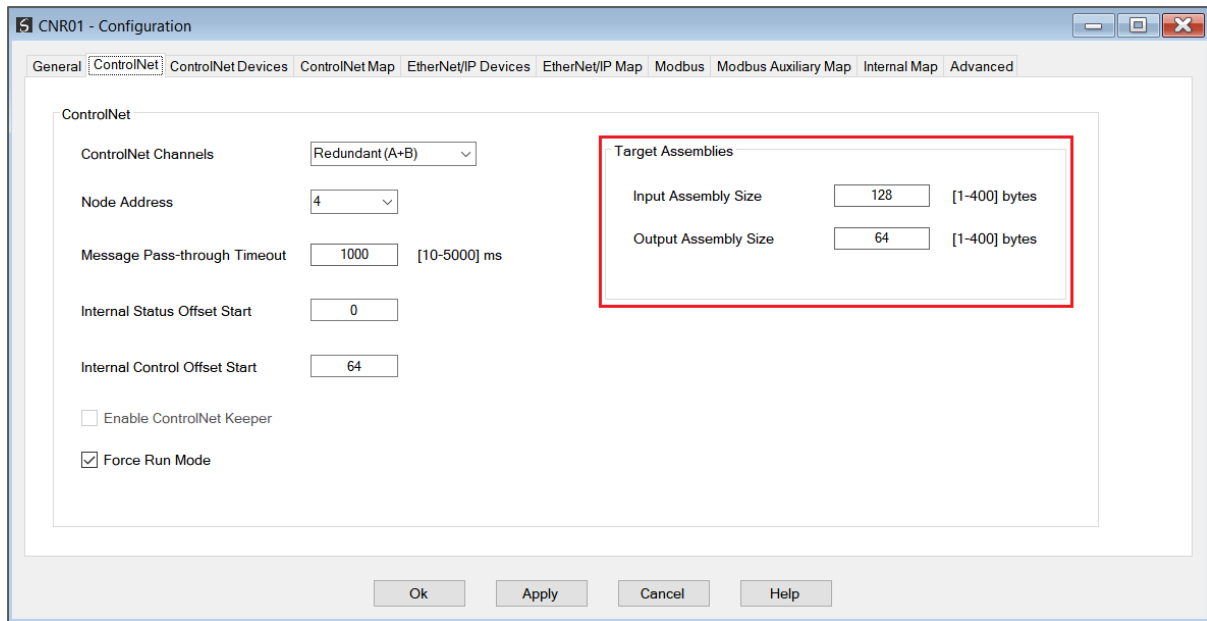 CNR01 - Configuration
General ControlNet ControlNet Devices ControlNet Map EtherNet/IP Devices EtherNet/IP Map Modbus Modbus Auxiliary Map Internal Map Advanced
ControlNet
ControlNet Channels Redundant (A+B)
Node Address 4
Message Pass-through Timeout 1000 [10-5000] ms
Internal Status Offset Start 0
Internal Control Offset Start 64
Enable ControlNet Keeper
Force Run Mode
Target Assemblies
Input Assembly Size 128 [1-400] bytes
Output Assembly Size 64 [1-400] bytes
Ok Apply Cancel Help